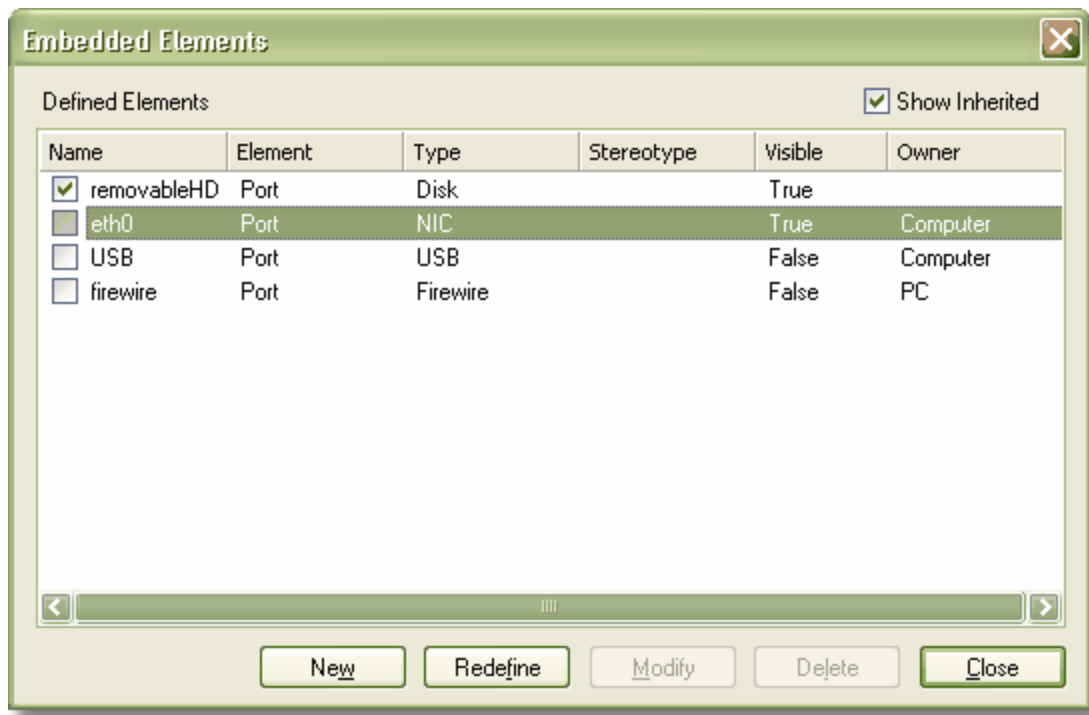 Embedded Elements
Defined Elements Show Inherited
Name Element Type Stereotype Visible Owner
removableHD Port Disk True
eth0 Port NIC True Computer
USB Port USB False Computer
firewire Port Firewire False PC
New Redefine Modify Delete Close